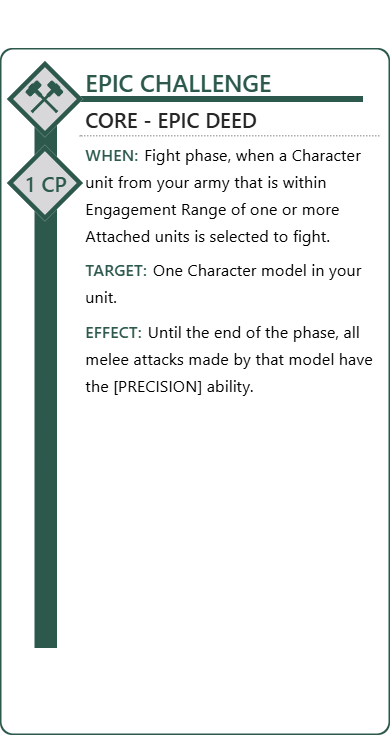 EPIC CHALLENGE
CORE - EPIC DEED
1 CP
WHEN: Fight phase, when a Character
unit from your army that is within
Engagement Range of one or more
Attached units is selected to fight.
TARGET: One Character model in your
unit.
EFFECT: Until the end of the phase, all
melee attacks made by that model have
the [PRECISION] ability.